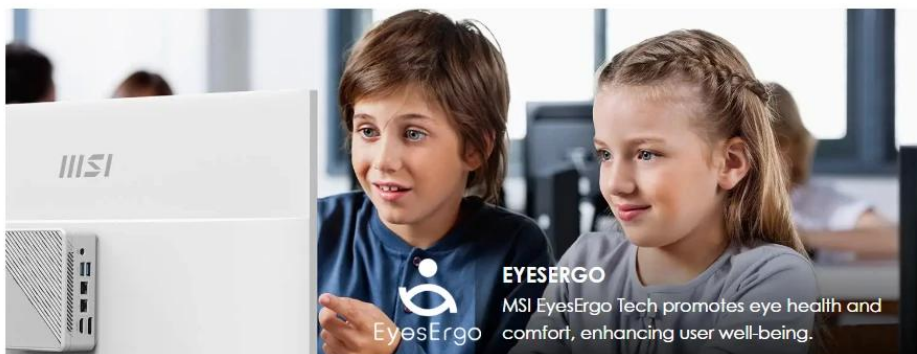 msi
EYESERGO
MSI EyesErgo Tech promotes eye health and
EyesErgo
comfort, enhancing user well-being.